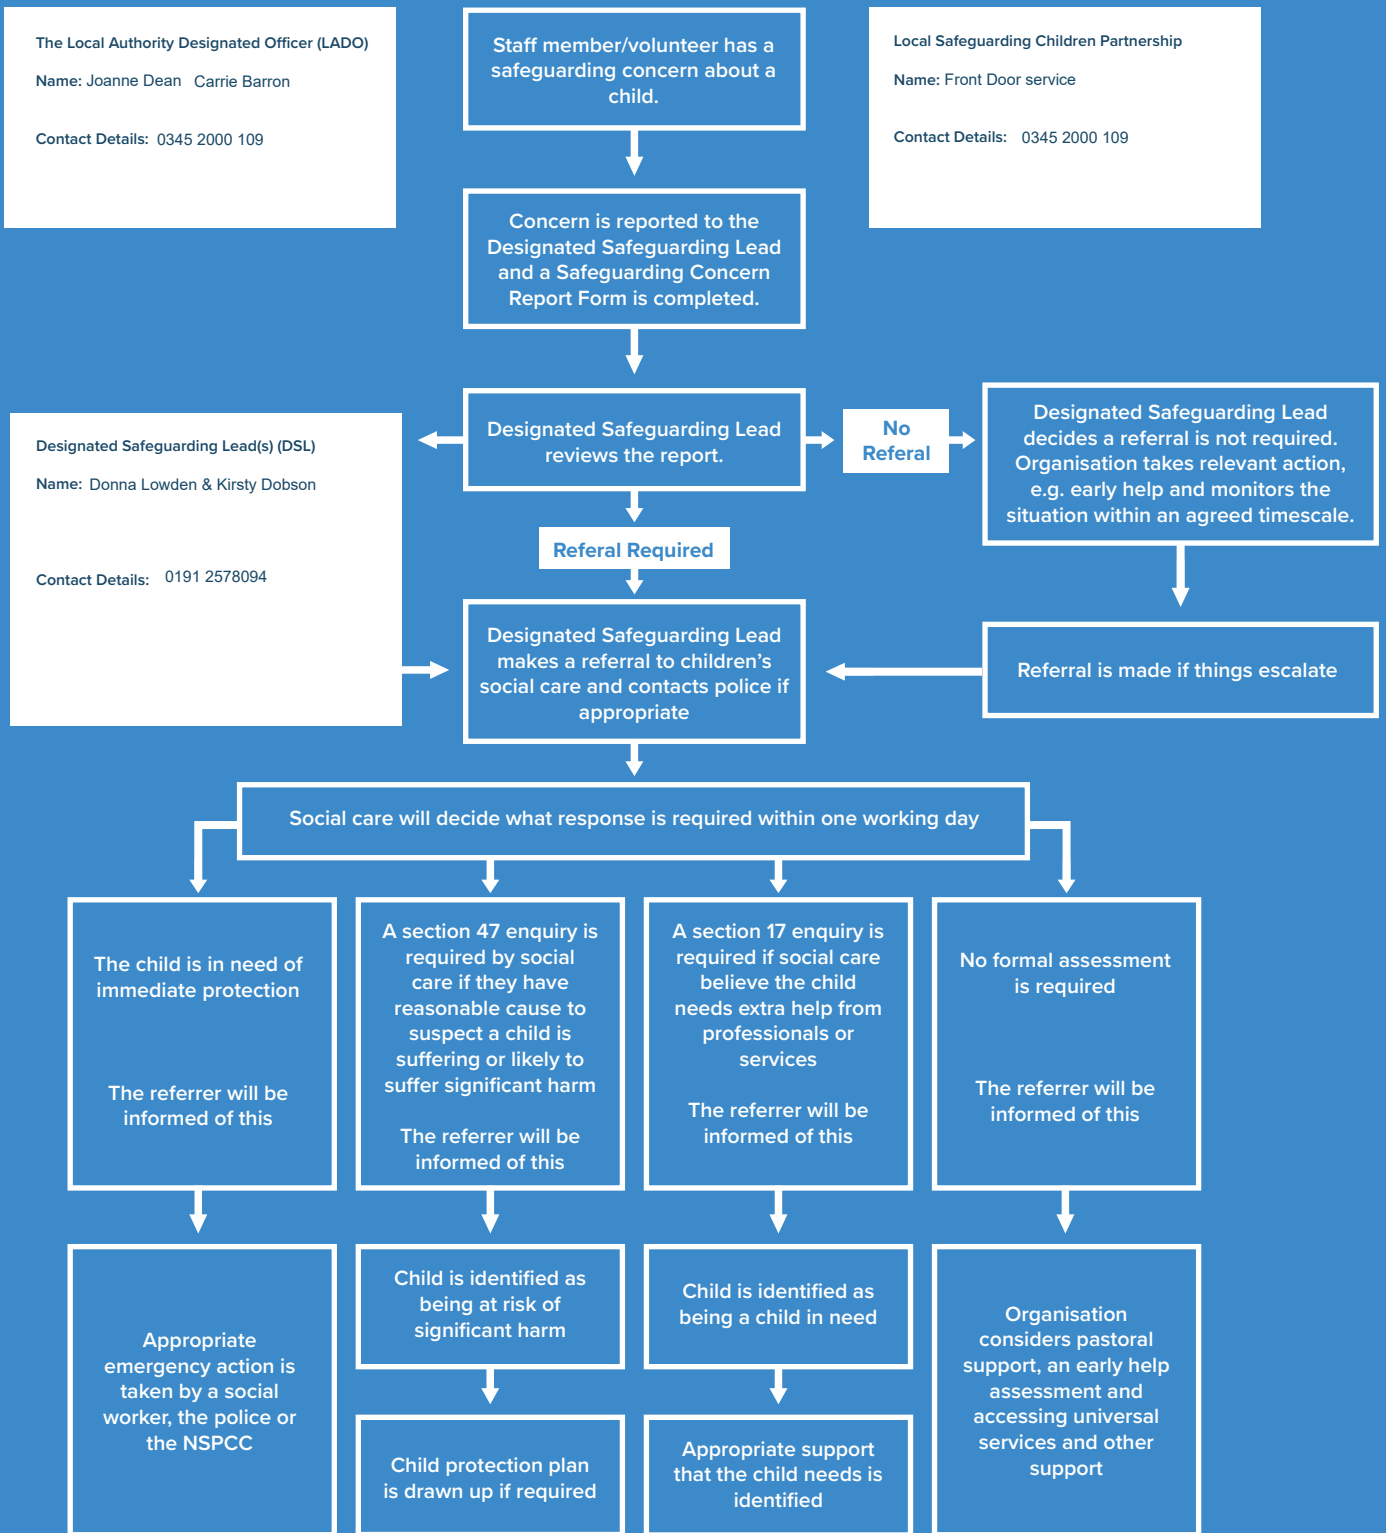 The Local Authority Designated Officer (LADO)
Name: Joanne Dean Carrie Barron
Contact Details: 0345 2000 109
Staff member/volunteer has a
safeguarding concern about a
child.
Local Safeguarding Children Partnership
Name: Front Door service
Contact Details: 0345 2000 109
Concern is reported to the
Designated Safeguarding Lead
and a Safeguarding Concern
Report Form is completed.
Designated Safeguarding Lead
reviews the report.
No
Referal
Designated Safeguarding Lead
decides a referral is not required.
Organisation takes relevant action,
e.g. early help and monitors the
situation within an agreed timescale.
Designated Safeguarding Lead(s) (DSL)
Name: Donna Lowden & Kirsty Dobson
Contact Details: 0191 2578094
Referal Required
Designated Safeguarding Lead
makes a referral to children's
social care and contacts police if
appropriate
Referral is made if things escalate
Social care will decide what response is required within one working day
The child is in need of
immediate protection
The referrer will be
informed of this
A section 47 enquiry is
required by social
care if they have
reasonable cause to
suspect a child is
suffering or likely to
suffer significant harm
The referrer will be
informed of this
A section 17 enquiry is
required if social care
believe the child
needs extra help from
professionals or
services
The referrer will be
informed of this
No formal assessment
is required
The referrer will be
informed of this
Appropriate
emergency action is
taken by a social
worker, the police or
the NSPCC
Child is identified as
being at risk of
significant harm
Child protection plan
is drawn up if required
Child is identified as
being a child in need
Appropriate support
that the child needs is
identified
Organisation
considers pastoral
support, an early help
assessment and
accessing universal
services and other
support